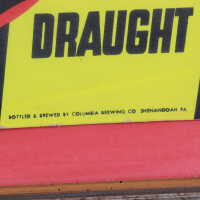 DRAUGHT
BOTTLED & BREWED BY COLUMBIA BREWING CO SHENANDOAH PA.